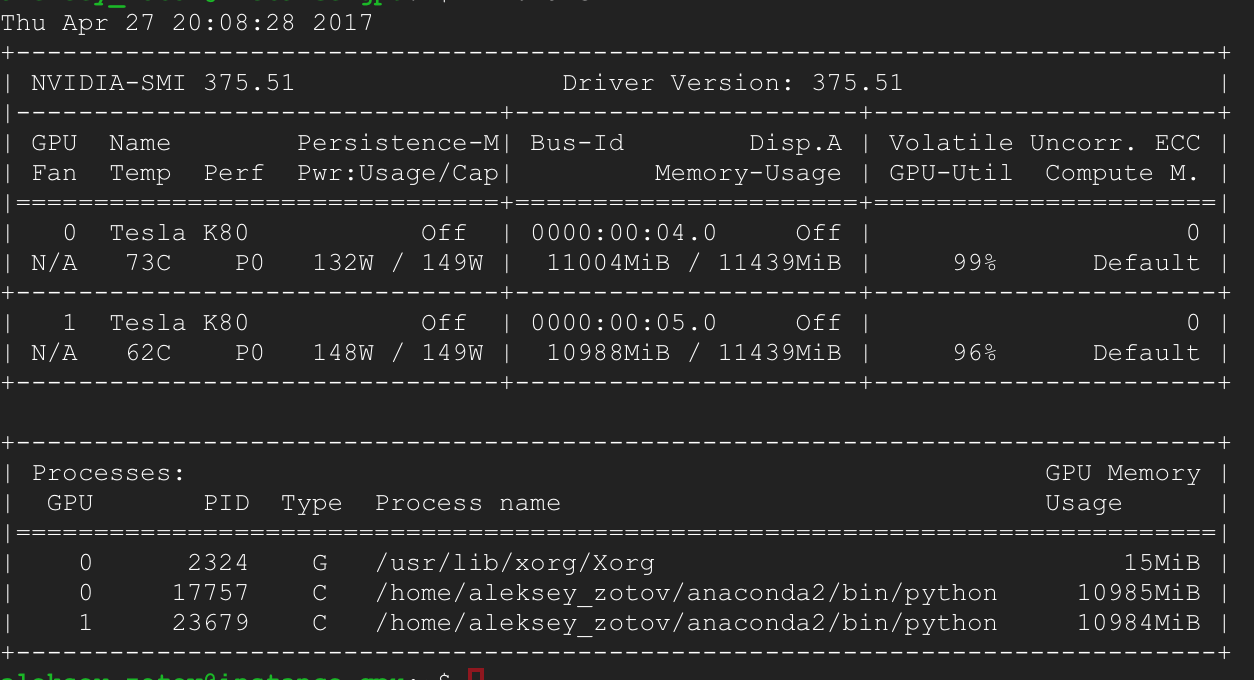 Thu Apr 27 20:08:28 2017
+-----------------------------------------------------------------------------+
| NVIDIA-SMI 375.51                 Driver Version: 375.51                    |
|-------------------------------+----------------------+----------------------+
| GPU  Name        Persistence-M| Bus-Id        Disp.A | Volatile Uncorr. ECC |
| Fan  Temp  Perf  Pwr:Usage/Cap|         Memory-Usage | GPU-Util  Compute M. |
|===============================+======================+======================|
|   0  Tesla K80           Off  | 0000:00:04.0     Off |                    0 |
| N/A   73C    P0   132W / 149W |  11004MiB / 11439MiB |     99%      Default |
+-------------------------------+----------------------+----------------------+
|   1  Tesla K80           Off  | 0000:00:05.0     Off |                    0 |
| N/A   62C    P0   148W / 149W |  10988MiB / 11439MiB |     96%      Default |
+-------------------------------+----------------------+----------------------+

+-----------------------------------------------------------------------------+
| Processes:                                                       GPU Memory |
|  GPU       PID  Type  Process name                               Usage      |
|=============================================================================|
|    0      2324    G   /usr/lib/xorg/Xorg                              15MiB |
|    0     17757    C   /home/aleksey_zotov/anaconda2/bin/python     10985MiB |
|    1     23679    C   /home/aleksey_zotov/anaconda2/bin/python     10984MiB |
+-----------------------------------------------------------------------------+